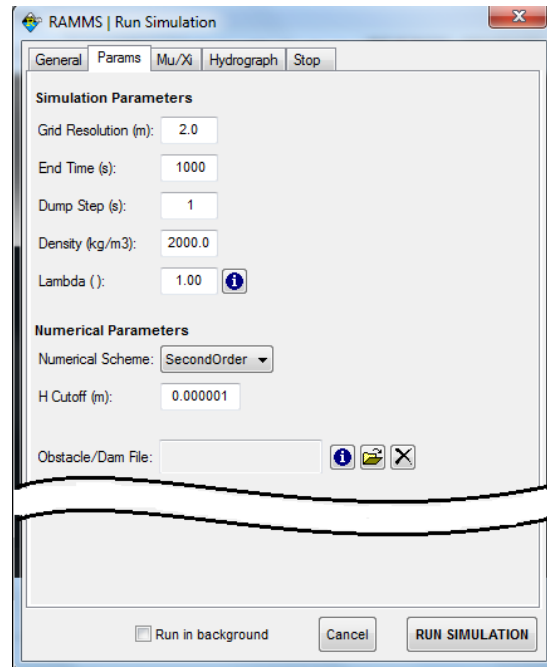 RAMMS | Run Simulation
General Params Mu/Xi Hydrograph Stop
Simulation Parameters
Grid Resolution (m): 2.0
End Time (s): 1000
Dump Step (s): 1
Density (kg/m3): 2000.0
Lambda ( ): 1.00
Numerical Parameters
Numerical Scheme: SecondOrder
H Cutoff (m): 0.000001
Obstacle/Dam File:
Run in background Cancel RUN SIMULATION